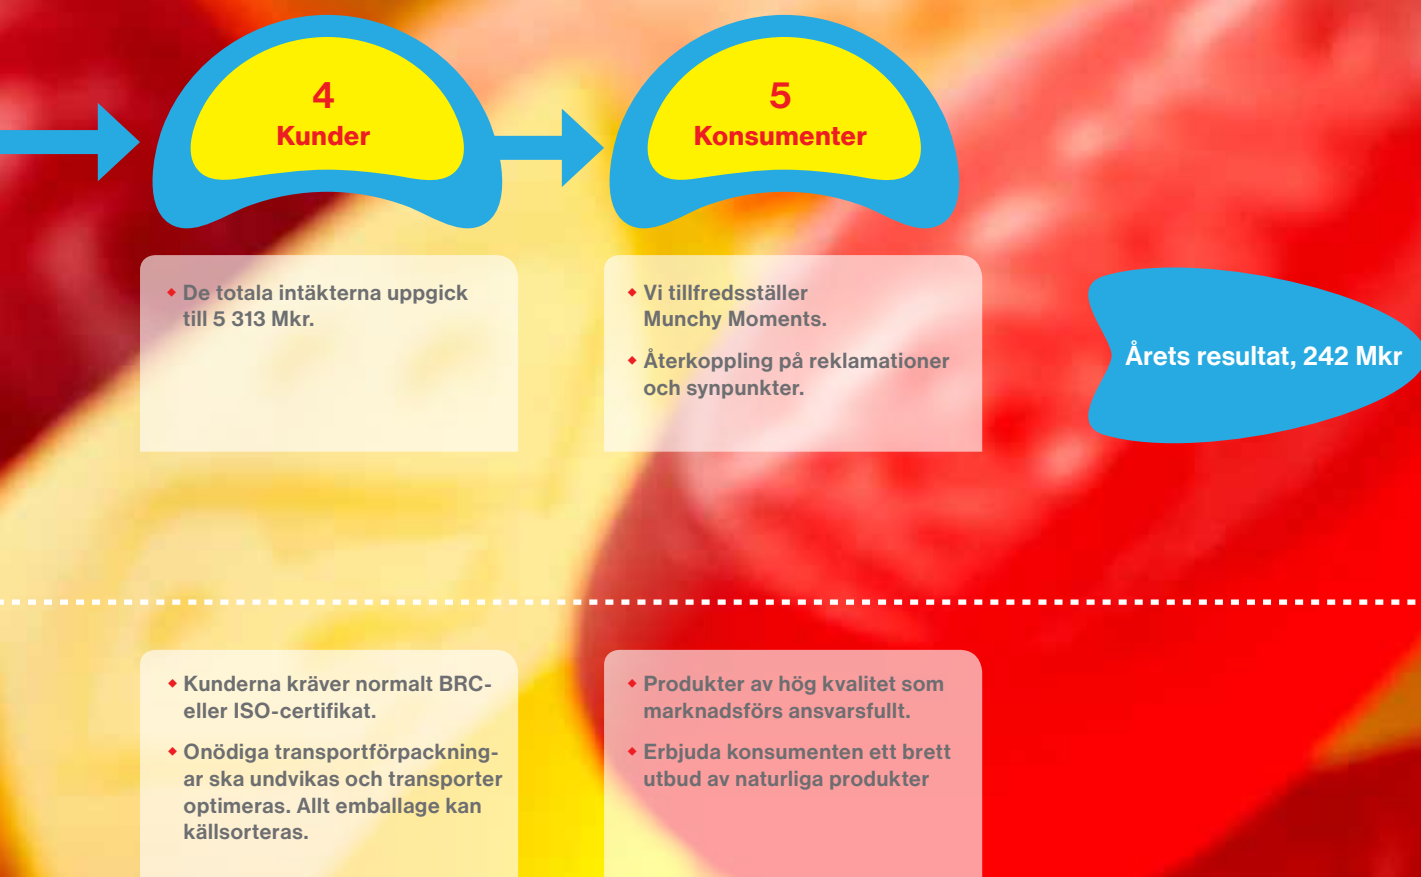 4
Kunder
5
Konsumenter
◆ De totala intäkterna uppgick
till 5 313 Mkr.
◆ Vi tillfredsställer
Munchy Moments.
◆ Återkoppling på reklamationer
och synpunkter.
Årets resultat, 242 Mkr
◆ Kunderna kräver normalt BRC-
eller ISO-certifikat.
◆ Onödiga transportförpackning-
ar ska undvikas och transporter
optimeras. Allt emballage kan
källsorteras.
◆ Produkter av hög kvalitet som
marknadsförs ansvarsfullt.
◆ Erbjuda konsumenten ett brett
utbud av naturliga produkter